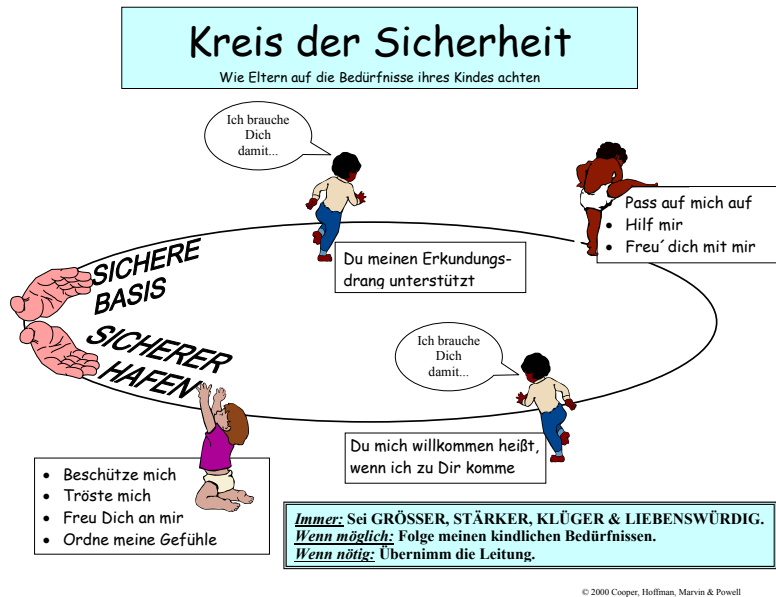 Kreis der Sicherheit
Wie Eltern auf die Bedürfnisse ihres Kindes achten
Ich brauche
Dich
damit...
Pass auf mich auf
• Hilf mir
• Freu´dich mit mir
Du meinen Erkundungs-
drang unterstützt
SICHERE
BASIS
SICHERER
HAFEN
Ich brauche
Dich
damit...
Du mich willkommen heißt,
wenn ich zu Dir komme
• Beschütze mich
• Tröste mich
• Freu Dich an mir
• Ordne meine Gefühle
Immer: Sei GRÖSSER, STÄRKER, KLÜGER & LIEBENSWÜRDIG.
Wenn möglich: Folge meinen kindlichen Bedürfnissen.
Wenn nötig: Übernimm die Leitung.
© 2000 Cooper, Hoffman, Marvin & Powell